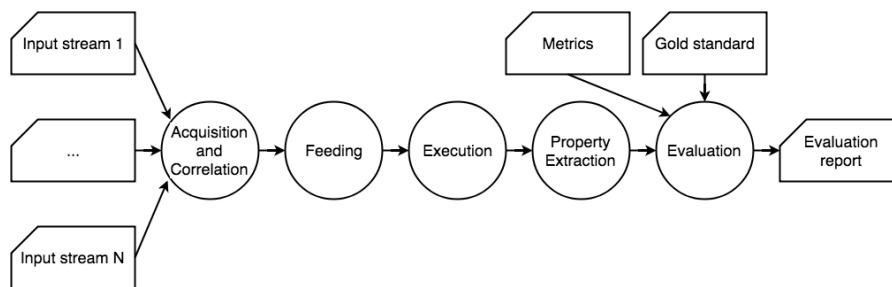 Input stream 1
...
Input stream N
Acquisition
and
Correlation
Feeding
Execution
Property
Extraction
Metrics
Gold standard
Evaluation
Evaluation
report